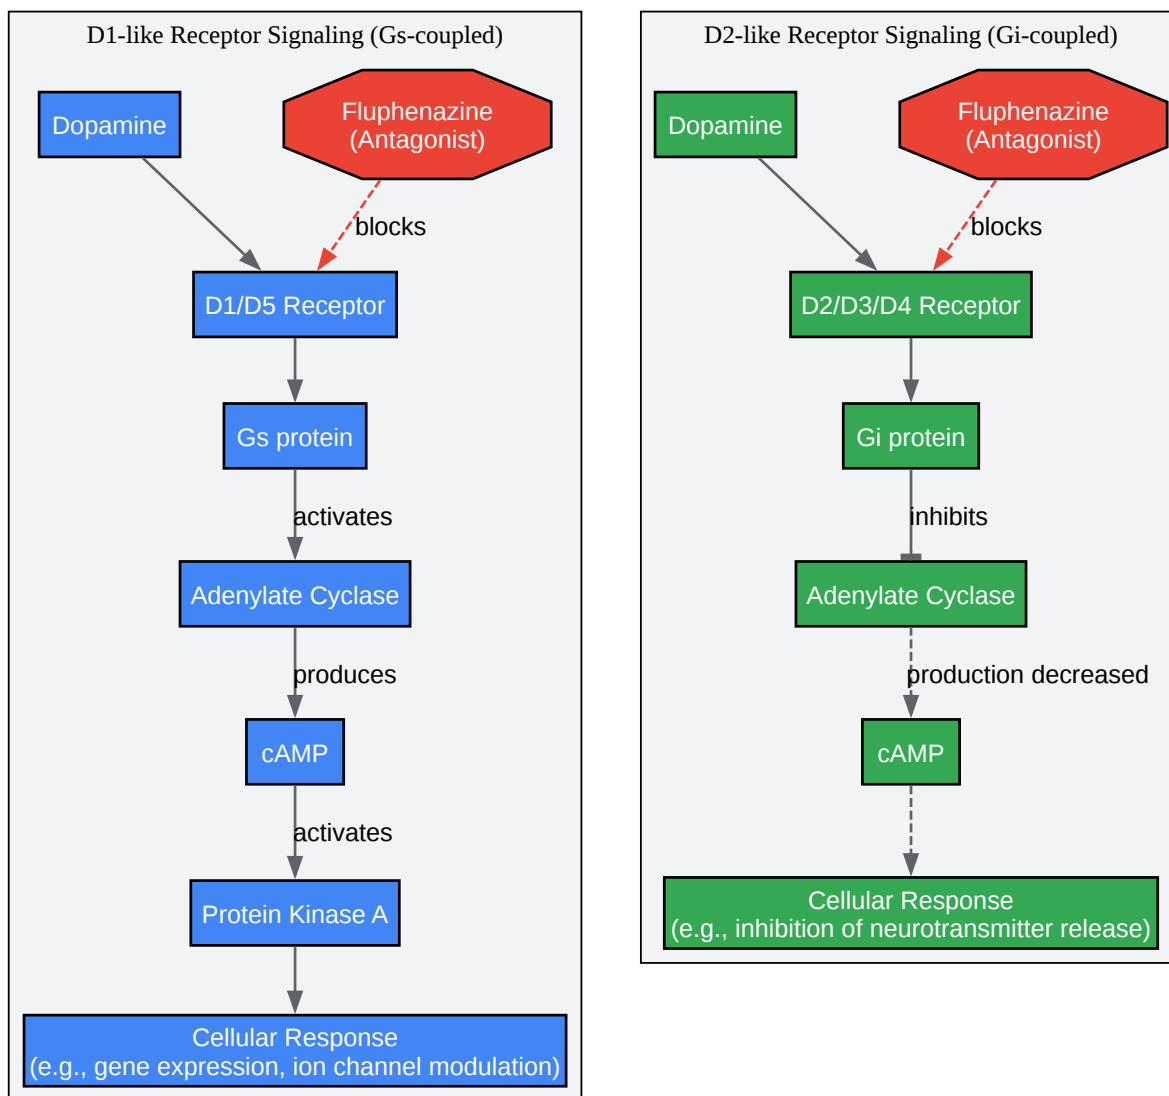 D1-like Receptor Signaling (Gs-coupled)
Dopamine
Fluphenazine
(Antagonist)
blocks
D1/D5 Receptor
Gs protein
activates
Adenylate Cyclase
produces
cAMP
activates
Protein Kinase A
Cellular Response
(e.g., gene expression, ion channel modulation)
D2-like Receptor Signaling (Gi-coupled)
Dopamine
Fluphenazine
(Antagonist)
blocks
D2/D3/D4 Receptor
Gi protein
inhibits
Adenylate Cyclase
production decreased
cAMP
Cellular Response
(e.g., inhibition of neurotransmitter release)